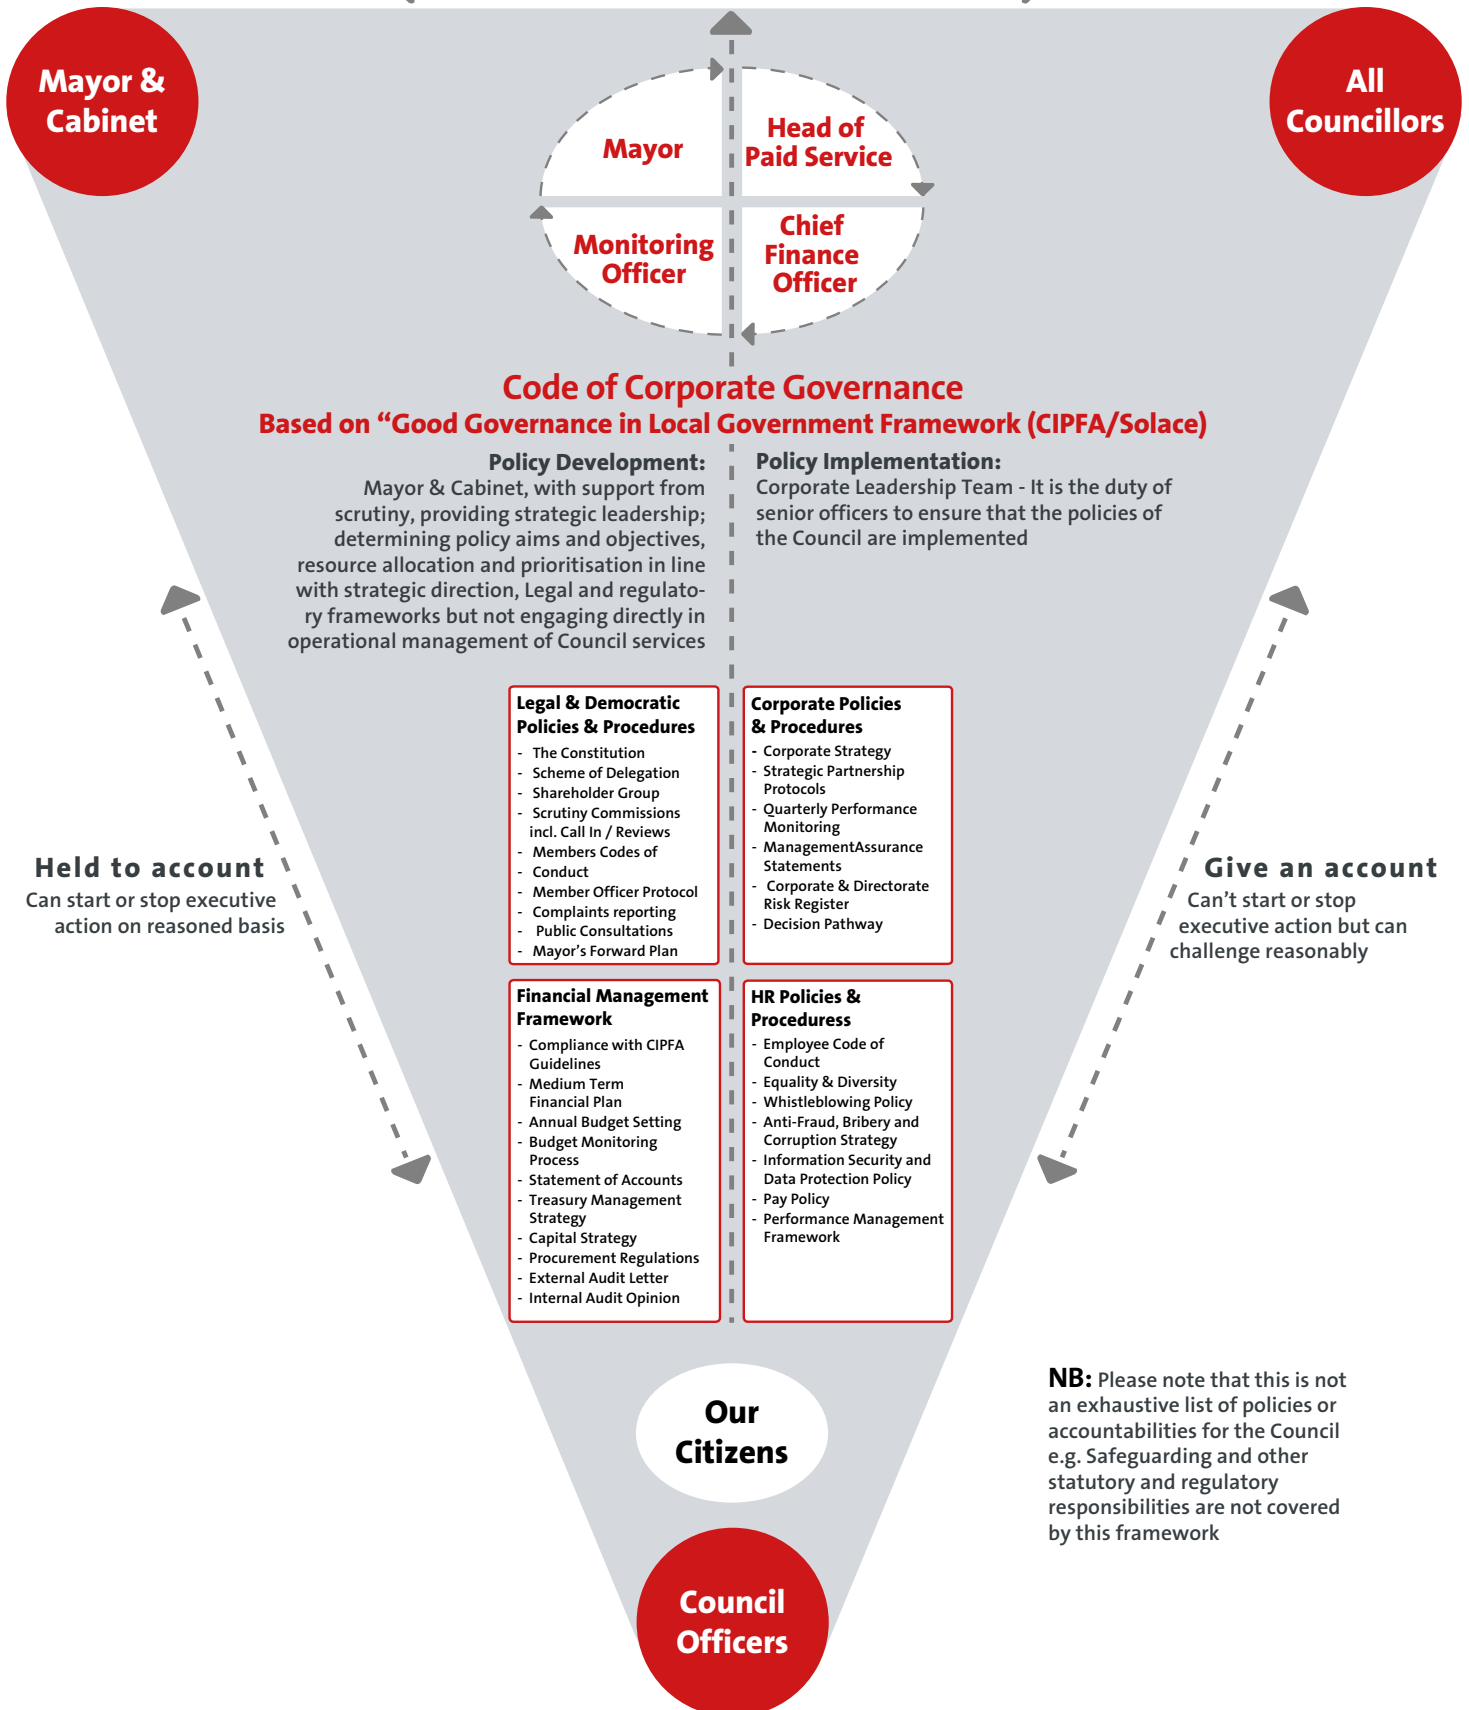 Mayor &
Cabinet
All
Councillors
Mayor
Head of
Paid Service
Monitoring
Officer
Chief
Finance
Officer
Code of Corporate Governance
Based on “Good Governance in Local Government Framework (CIPFA/Solace)
Policy Development:
Mayor & Cabinet, with support from
scrutiny, providing strategic leadership;
determining policy aims and objectives,
resource allocation and prioritisation in line
with strategic direction, Legal and regulato-
ry frameworks but not engaging directly in
operational management of Council services
Policy Implementation:
Corporate Leadership Team - It is the duty of
senior officers to ensure that the policies of
the Council are implemented
Legal & Democratic
Policies & Procedures
- The Constitution
- Scheme of Delegation
- Shareholder Group
- Scrutiny Commissions
incl. Call In / Reviews
- Members Codes of
- Conduct
- Member Officer Protocol
- Complaints reporting
- Public Consultations
- Mayor’s Forward Plan
Corporate Policies
& Procedures
- Corporate Strategy
- Strategic Partnership
Protocols
- Quarterly Performance
Monitoring
- ManagementAssurance
Statements
- Corporate & Directorate
Risk Register
- Decision Pathway
Held to account
Can start or stop executive
action on reasoned basis
Give an account
Can’t start or stop
executive action but can
challenge reasonably
Financial Management
Framework
- Compliance with CIPFA
Guidelines
- Medium Term
Financial Plan
- Annual Budget Setting
- Budget Monitoring
Process
- Statement of Accounts
- Treasury Management
Strategy
- Capital Strategy
- Procurement Regulations
- External Audit Letter
- Internal Audit Opinion
HR Policies &
Proceduress
- Employee Code of
Conduct
- Equality & Diversity
- Whistleblowing Policy
- Anti-Fraud, Bribery and
Corruption Strategy
- Information Security and
Data Protection Policy
- Pay Policy
- Performance Management
Framework
Our
Citizens
NB: Please note that this is not
an exhaustive list of policies or
accountabilities for the Council
e.g. Safeguarding and other
statutory and regulatory
responsibilities are not covered
by this framework
Council
Officers